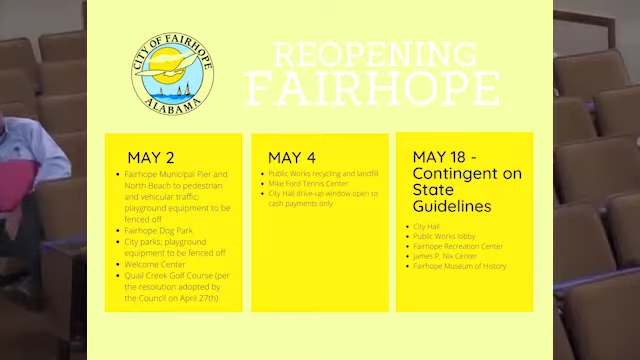 CITY OF FAIRHOPE
ALABAMA
REOPENING
FAIRHOPE
MAY 2
Fairhope Municipal Pier and
North Beach to pedestrian
and vehicular traffic;
playground equipment to be
fenced off
Fairhope Dog Park
City parks; playground
equipment to be fenced off
Welcome Center
Quail Creek Golf Course (per
the resolution adopted by
the Council on April 27th)
MAY 4
Public Works recycling and landfill
Mike Ford Tennis Center
City Hall drive-up window open to
cash payments only
MAY 18 -
Contingent on
State
Guidelines
City Hall
Public Works lobby
Fairhope Recreation Center
James P. Nix Center
Fairhope Museum of History